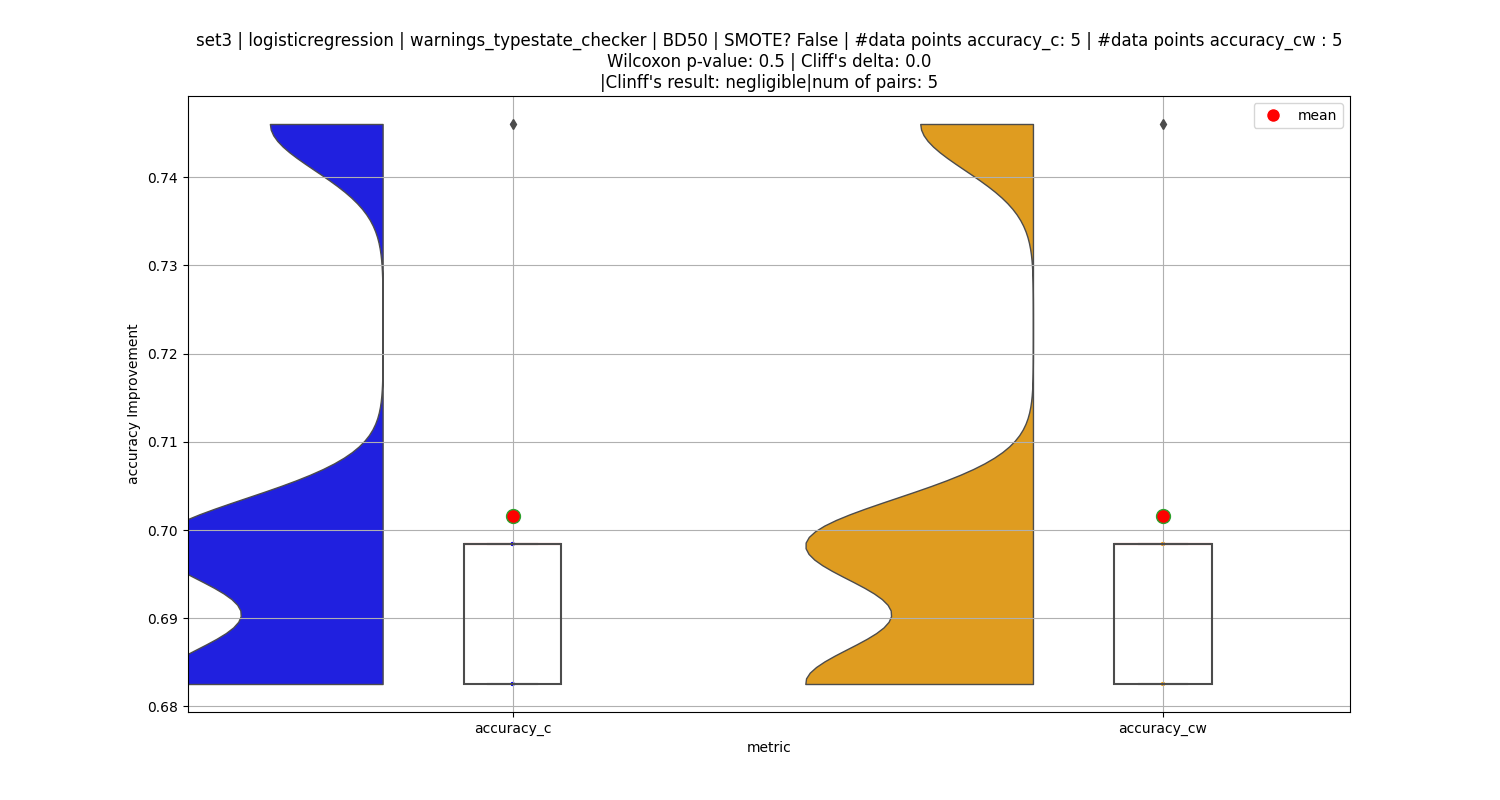 set3 | logisticregression | warnings_typestate_checker | BD50 | SMOTE? False | #data points accuracy_c: 5 | #data points accuracy_cw : 5
Wilcoxon p-value: 0.5 | Cliff's delta: 0.0
|Clinff's result: negligible|num of pairs: 5
mean
0.74
0.73
0.72
0.71
0.70
0.69
0.68
accuracy Improvement
accuracy_c
accuracy_cw
metric